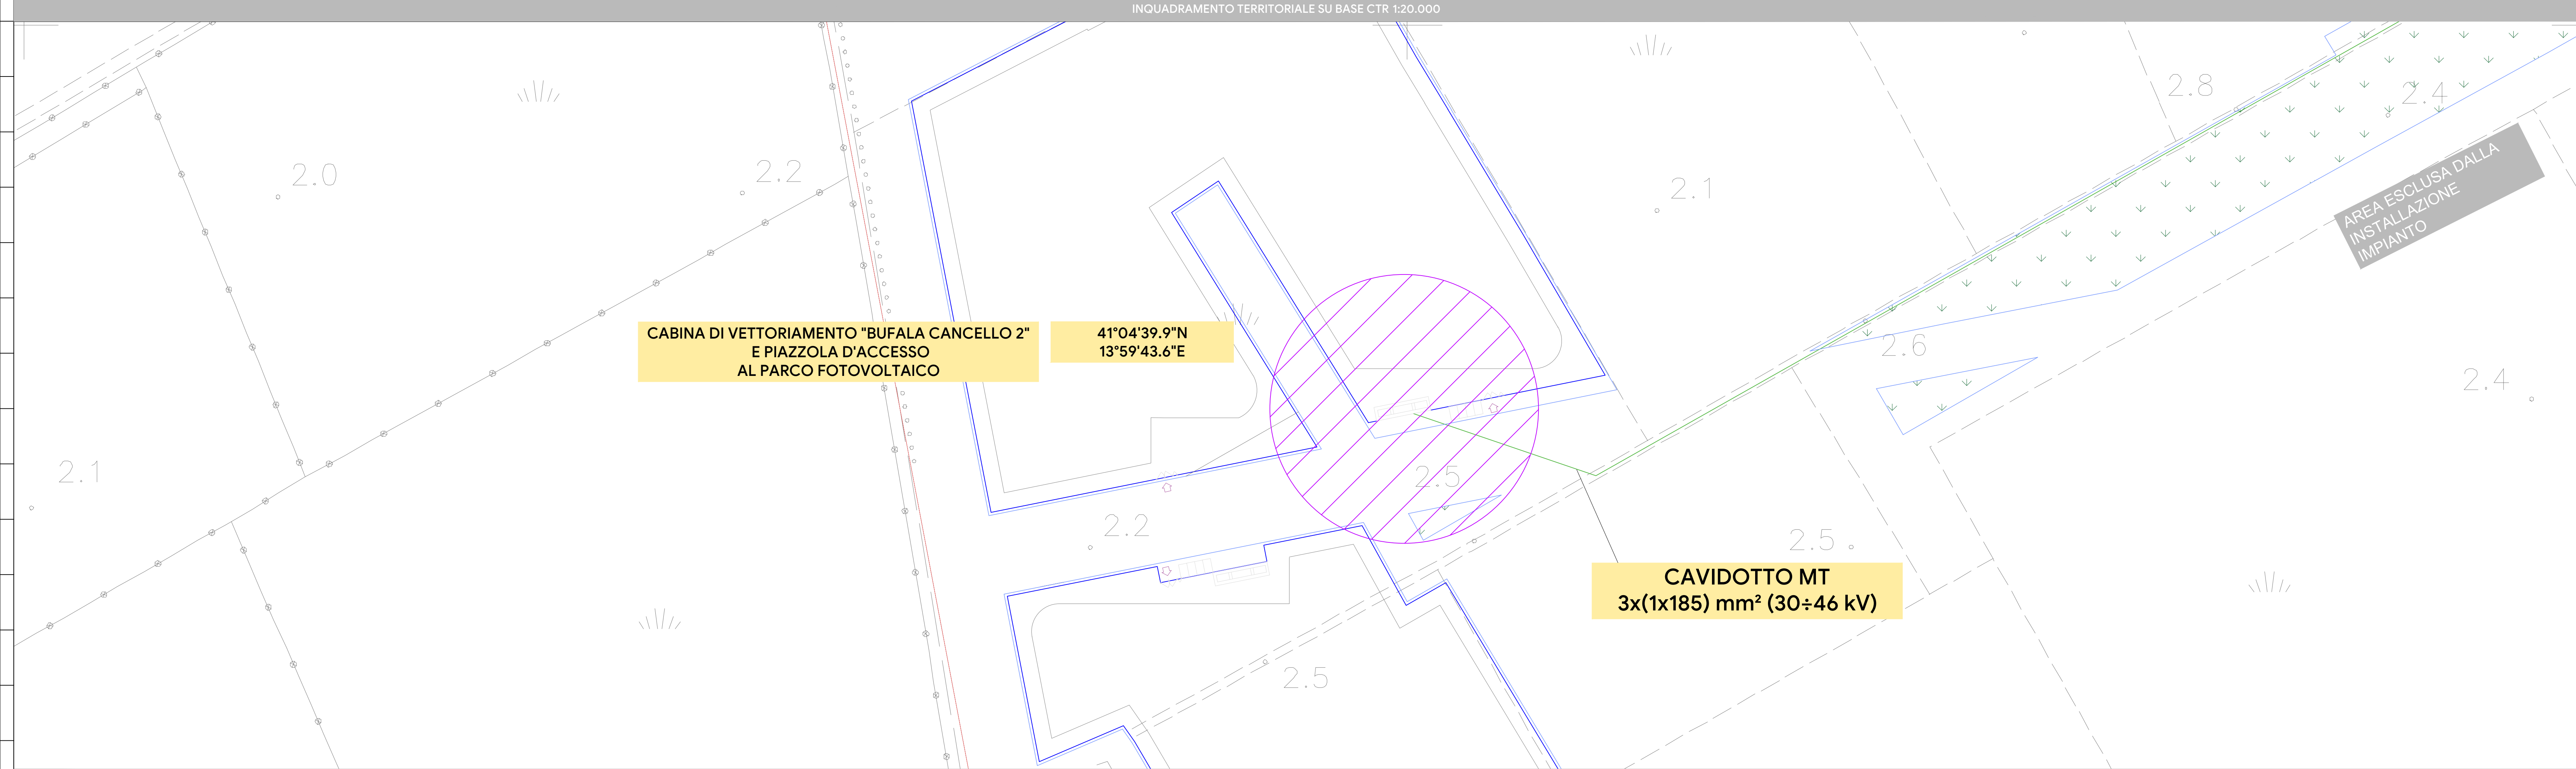 INQUADRAMENTO TERRITORIALE SU BASE CTR 1:20.000
2.8
2.4
2.0
2.2
2.1
AREA ESCLUSA DALLA
INSTALLAZIONE
IMPIANTO
CABINA DI VETTORIAMENTO "BUFALA CANCELLO 2"
E PIAZZOLA D'ACCESSO
AL PARCO FOTOVOLTAICO
41°04'39.9"N
13°59'43.6"E
2.6
2.4
2.1
2.5
2.2
2.5
CAVIDOTTO MT
3x(1x185) mm² (30÷46 kV)
2.5